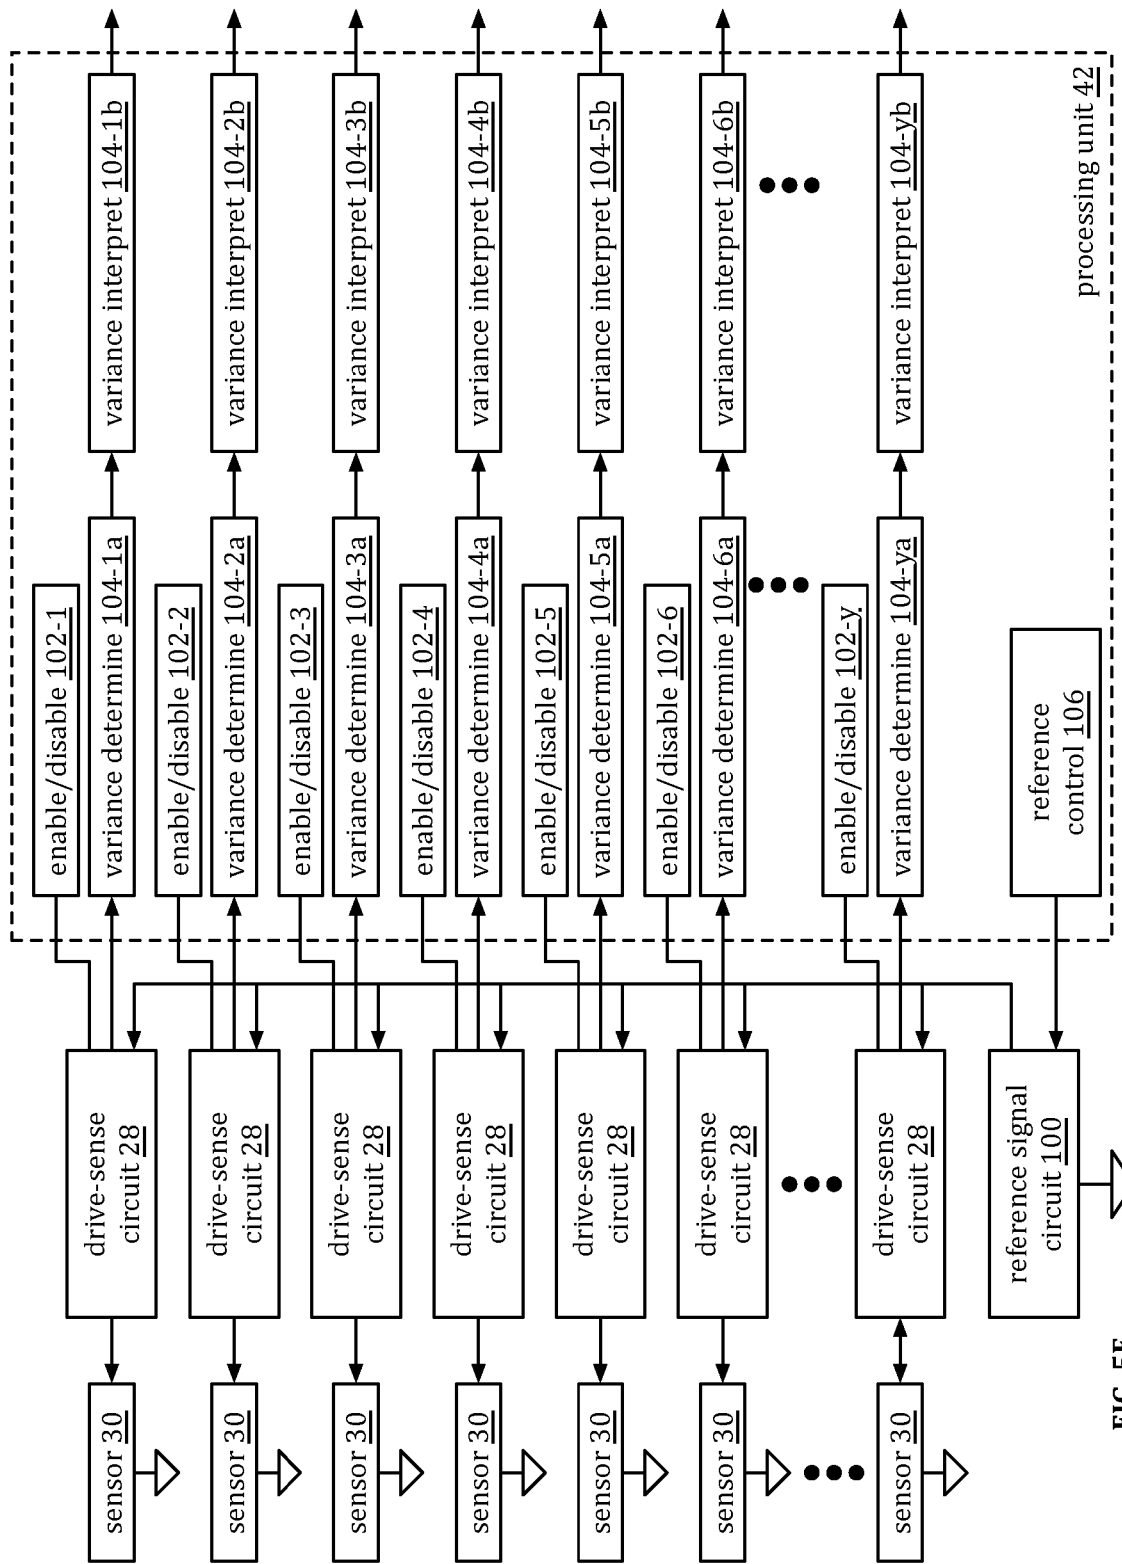 sensor 30
drive-sense
circuit 28
enable/disable 102-1
variance determine 104-1a
variance interpret 104-1b
sensor 30
drive-sense
circuit 28
enable/disable 102-2
variance determine 104-2a
variance interpret 104-2b
sensor 30
drive-sense
circuit 28
enable/disable 102-3
variance determine 104-3a
variance interpret 104-3b
sensor 30
drive-sense
circuit 28
enable/disable 102-4
variance determine 104-4a
variance interpret 104-4b
sensor 30
drive-sense
circuit 28
enable/disable 102-5
variance determine 104-5a
variance interpret 104-5b
sensor 30
drive-sense
circuit 28
enable/disable 102-6
variance determine 104-6a
variance interpret 104-6b
sensor 30
drive-sense
circuit 28
enable/disable 102-y
variance determine 104-ya
variance interpret 104-yb
reference signal
circuit 100
reference
control 106
processing unit 42
FIG.